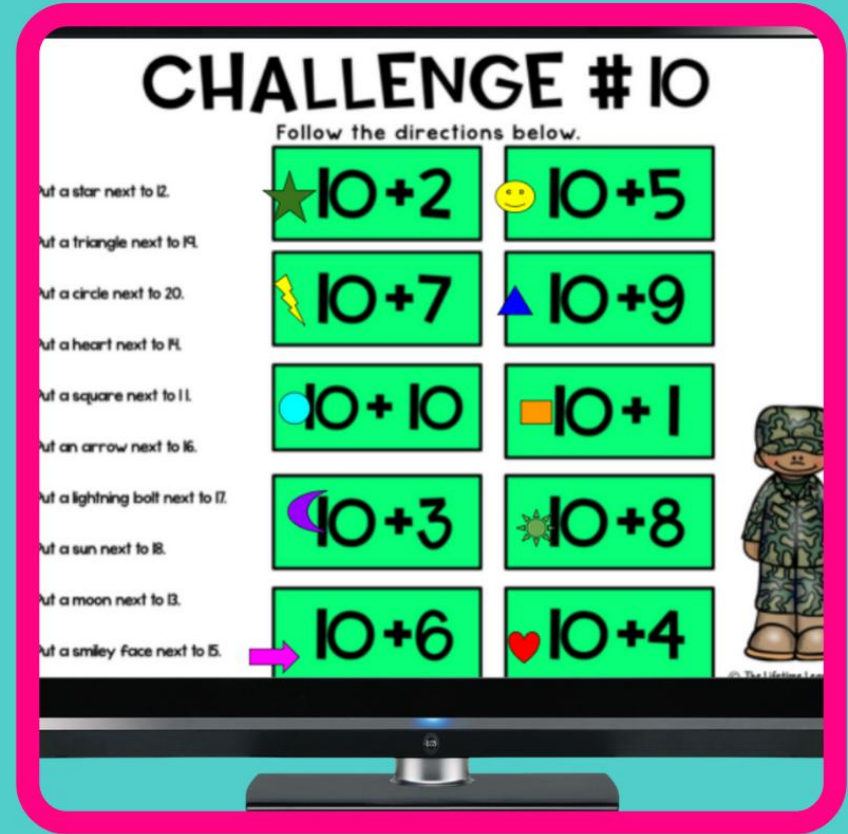 CHALLENGE #10
Follow the directions below.
ut a star next to 12.
ut a triangle next to 19.
ut a circle next to 20.
ut a heart next to 14.
ut a square next to 11.
ut an arrow next to 16.
ut a lightning bolt next to 17.
ut a sun next to 18.
ut a moon next to 13.
ut a smiley face next to 15.
10+2
10+5
10+7
10+9
10+10
10+1
10+3
10+8
10+6
10+4
© The Lifetime